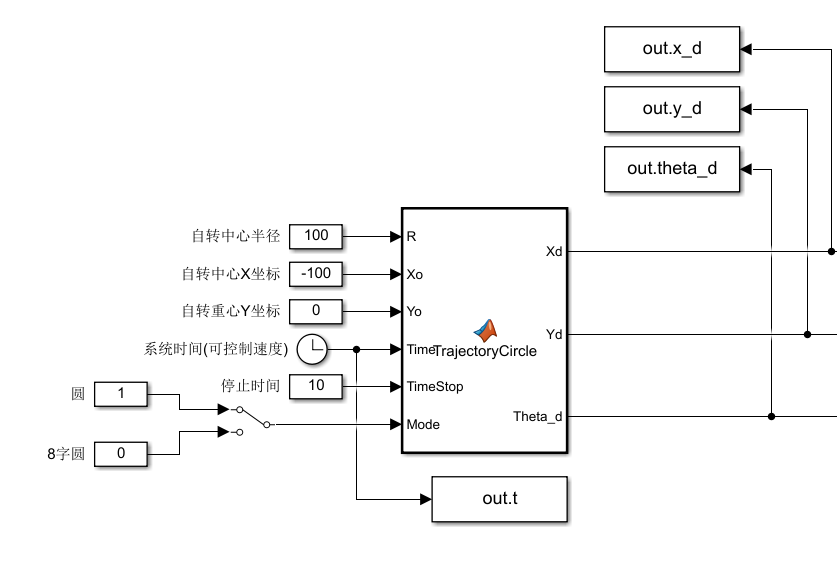 out.x_d
out.y_d
out.theta_d
自转中心半径
100
R
自转中心X坐标
-100
Xo
自转重心Y坐标
0
Yo
系统时间(可控制速度)
Time
停止时间
10
TimeStop
圆
1
8字圆
0
Mode
TrajectoryCircle
Xd
Yd
Theta_d
out.t